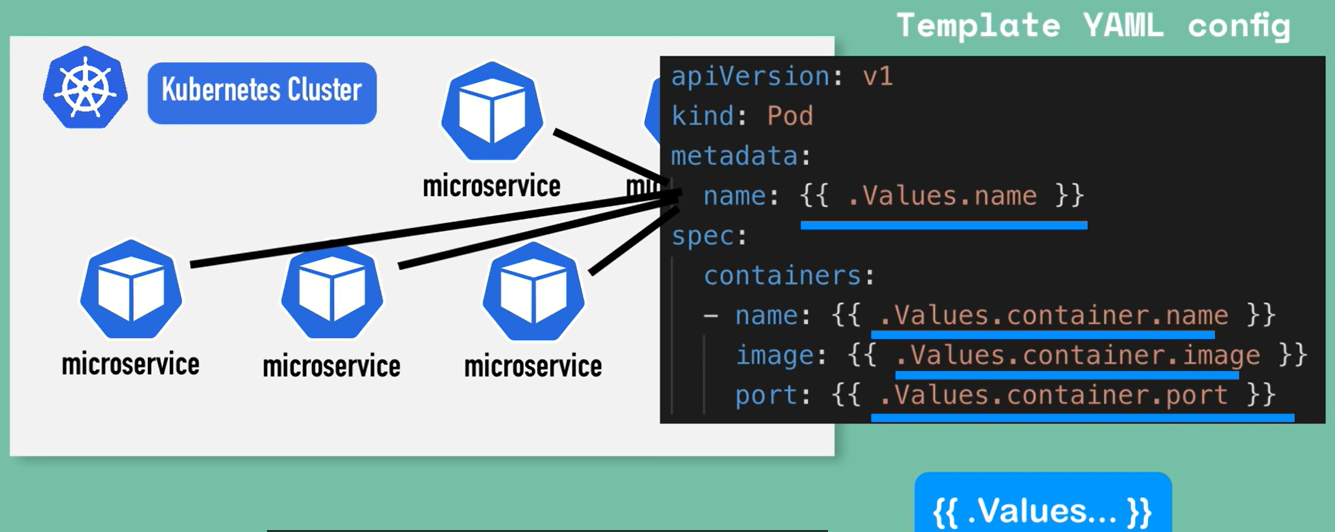 Template YAML config
Kubernetes Cluster
microservice
microservice
microservice
microservice
apiVersion: v1
kind: Pod
metadata:
  name: {{ .Values.name }}
spec:
  containers:
  - name: {{ .Values.container.name }}
    image: {{ .Values.container.image }}
    port: {{ .Values.container.port }}
{{ .Values... }}